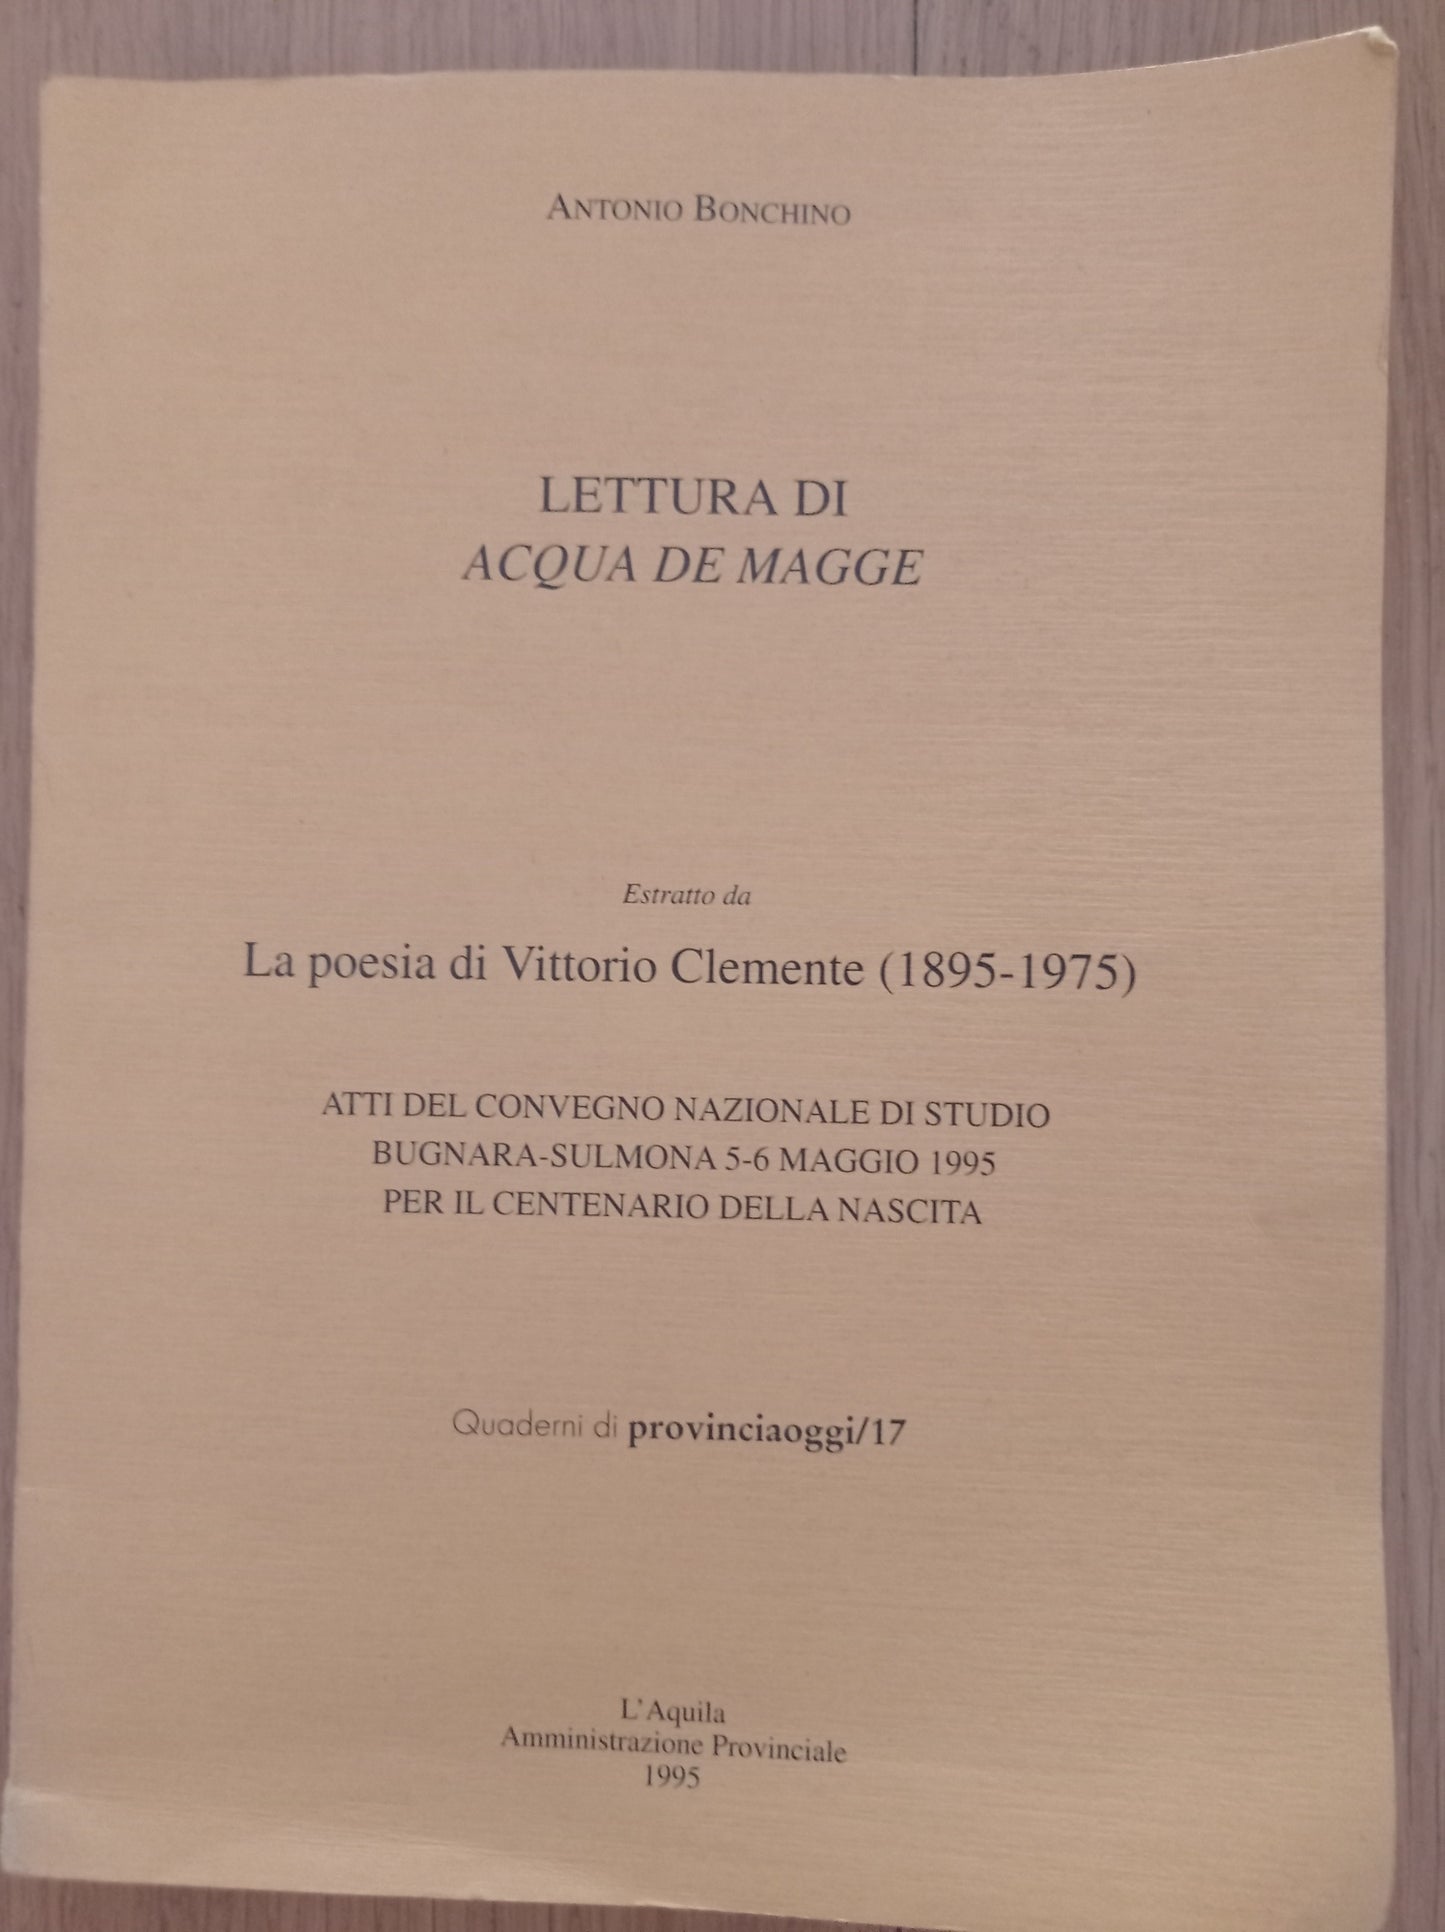 ANTONIO BONCHINO
LETTURA DI
ACQUA DE MAGGE
Estratto da
La poesia di Vittorio Clemente (1895-1975)
ATTI DEL CONVEGNO NAZIONALE DI STUDIO
BUGNARA-SULMONA 5-6 MAGGIO 1995
PER IL CENTENARIO DELLA NASCITA
Quaderni di provinciaoggi/17
L'Aquila
Amministrazione Provinciale
1995